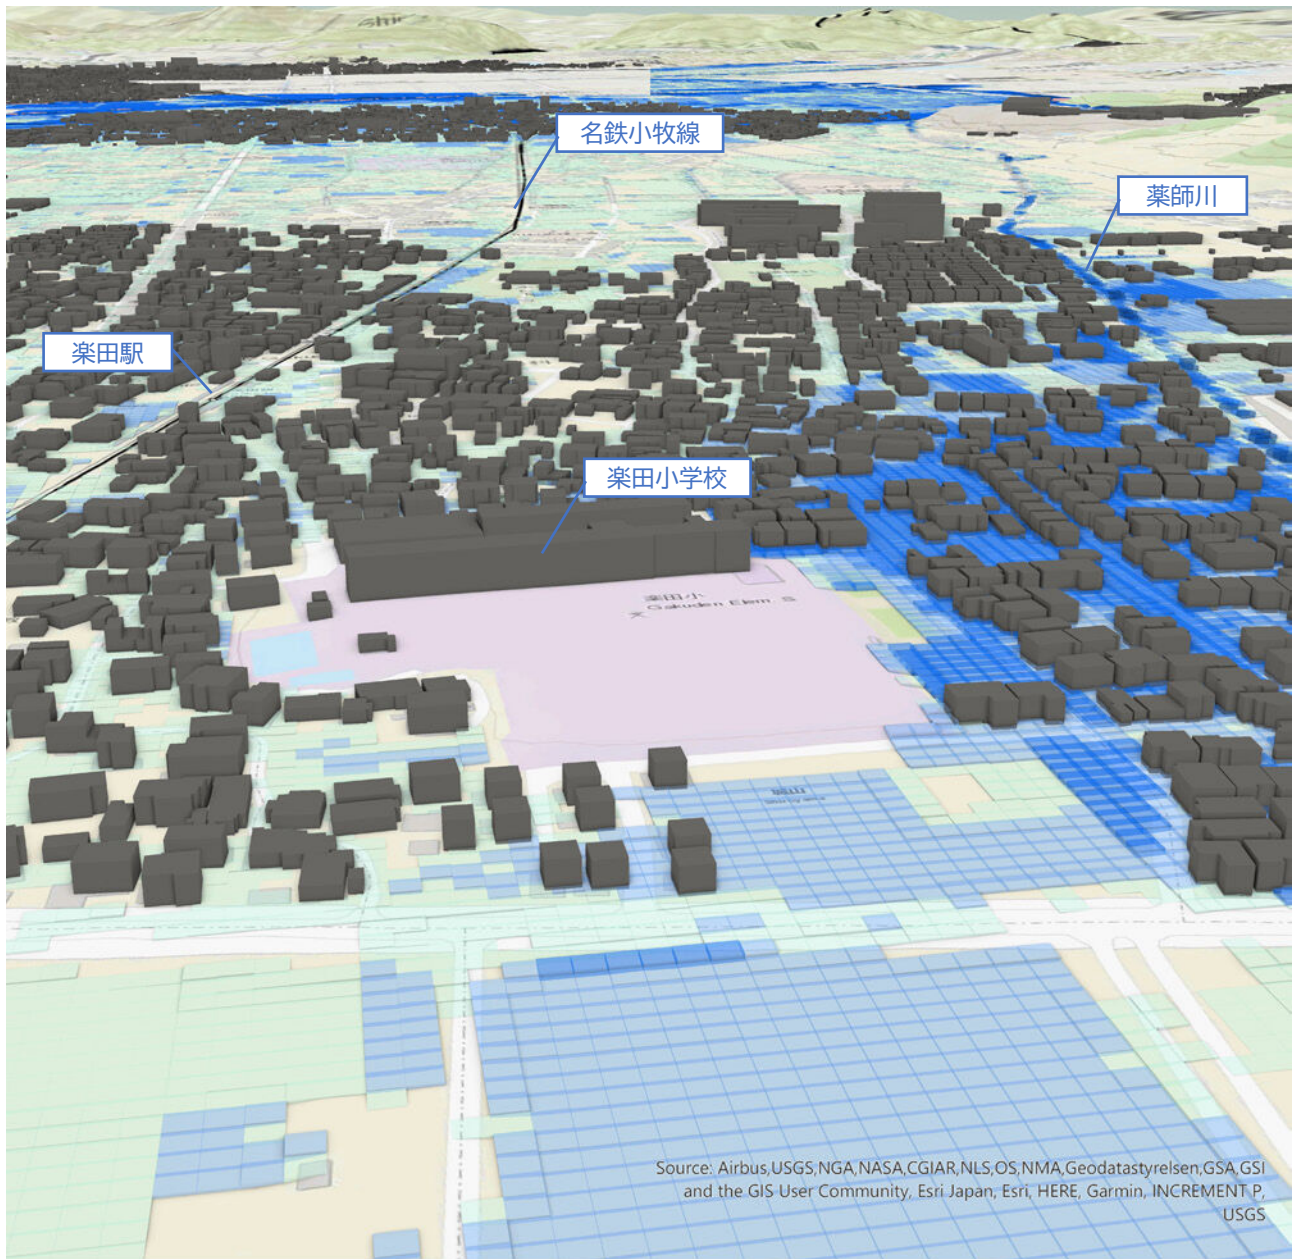 名鉄小牧線
薬師川
楽田駅
楽田小学校
楽田小
Gakuden Elem. S
Source: Airbus,USGS,NGA,NASA,CGIAR,NLS,OS,NMA,Geodatastyrelsen,GSA,GSI
and the GIS User Community, Esri Japan, Esri, HERE, Garmin, INCREMENT P,
USGS